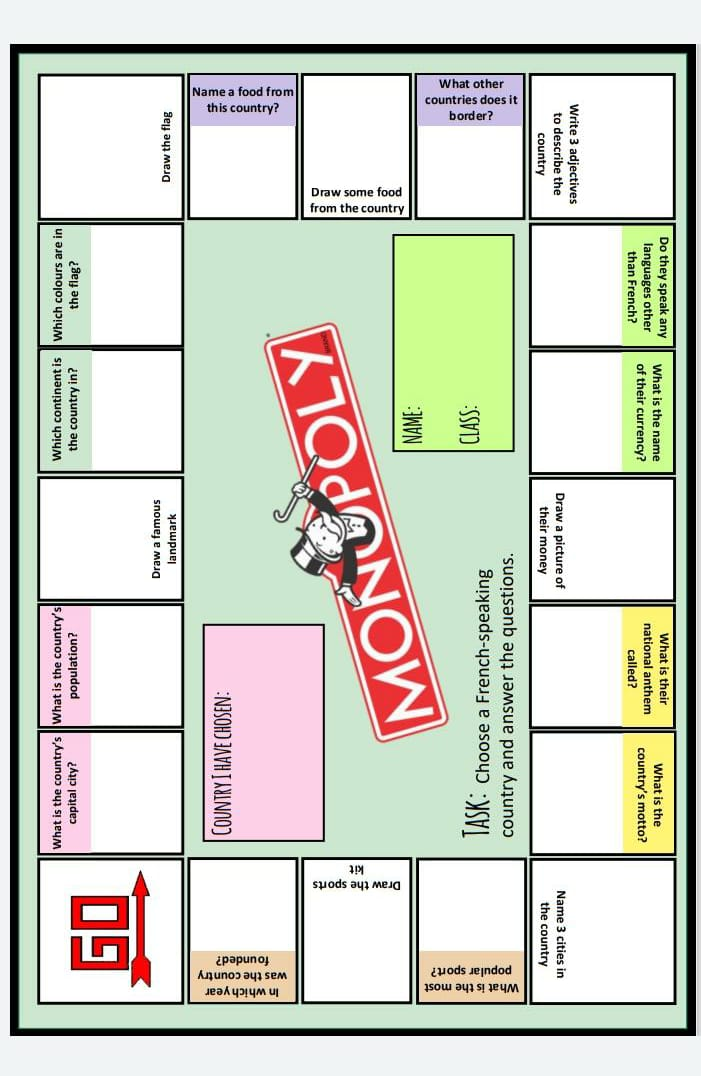 Draw the flag
Name a food from
this country?
Draw some food
from the country
What other
countries does it
border?
Write 3 adjectives
to describe the
country
Which colours are in
the flag?
Which continent is
the country in?
Draw a famous
landmark
What is the country's
population?
What is the country's
capital city?
GO
In which year
was the country
founded?
Draw the sports
kit
What is the most
popular sport?
Name 3 cities in
the country
What is the
country's motto?
What is their
national anthem
called?
Draw a picture of
their money
What is the name
of their currency?
Do they speak any
languages other
than French?
NAME:
CLASS:
MONOPOLY
COUNTRY I HAVE CHOSEN:
TASK: Choose a French-speaking
country and answer the questions.